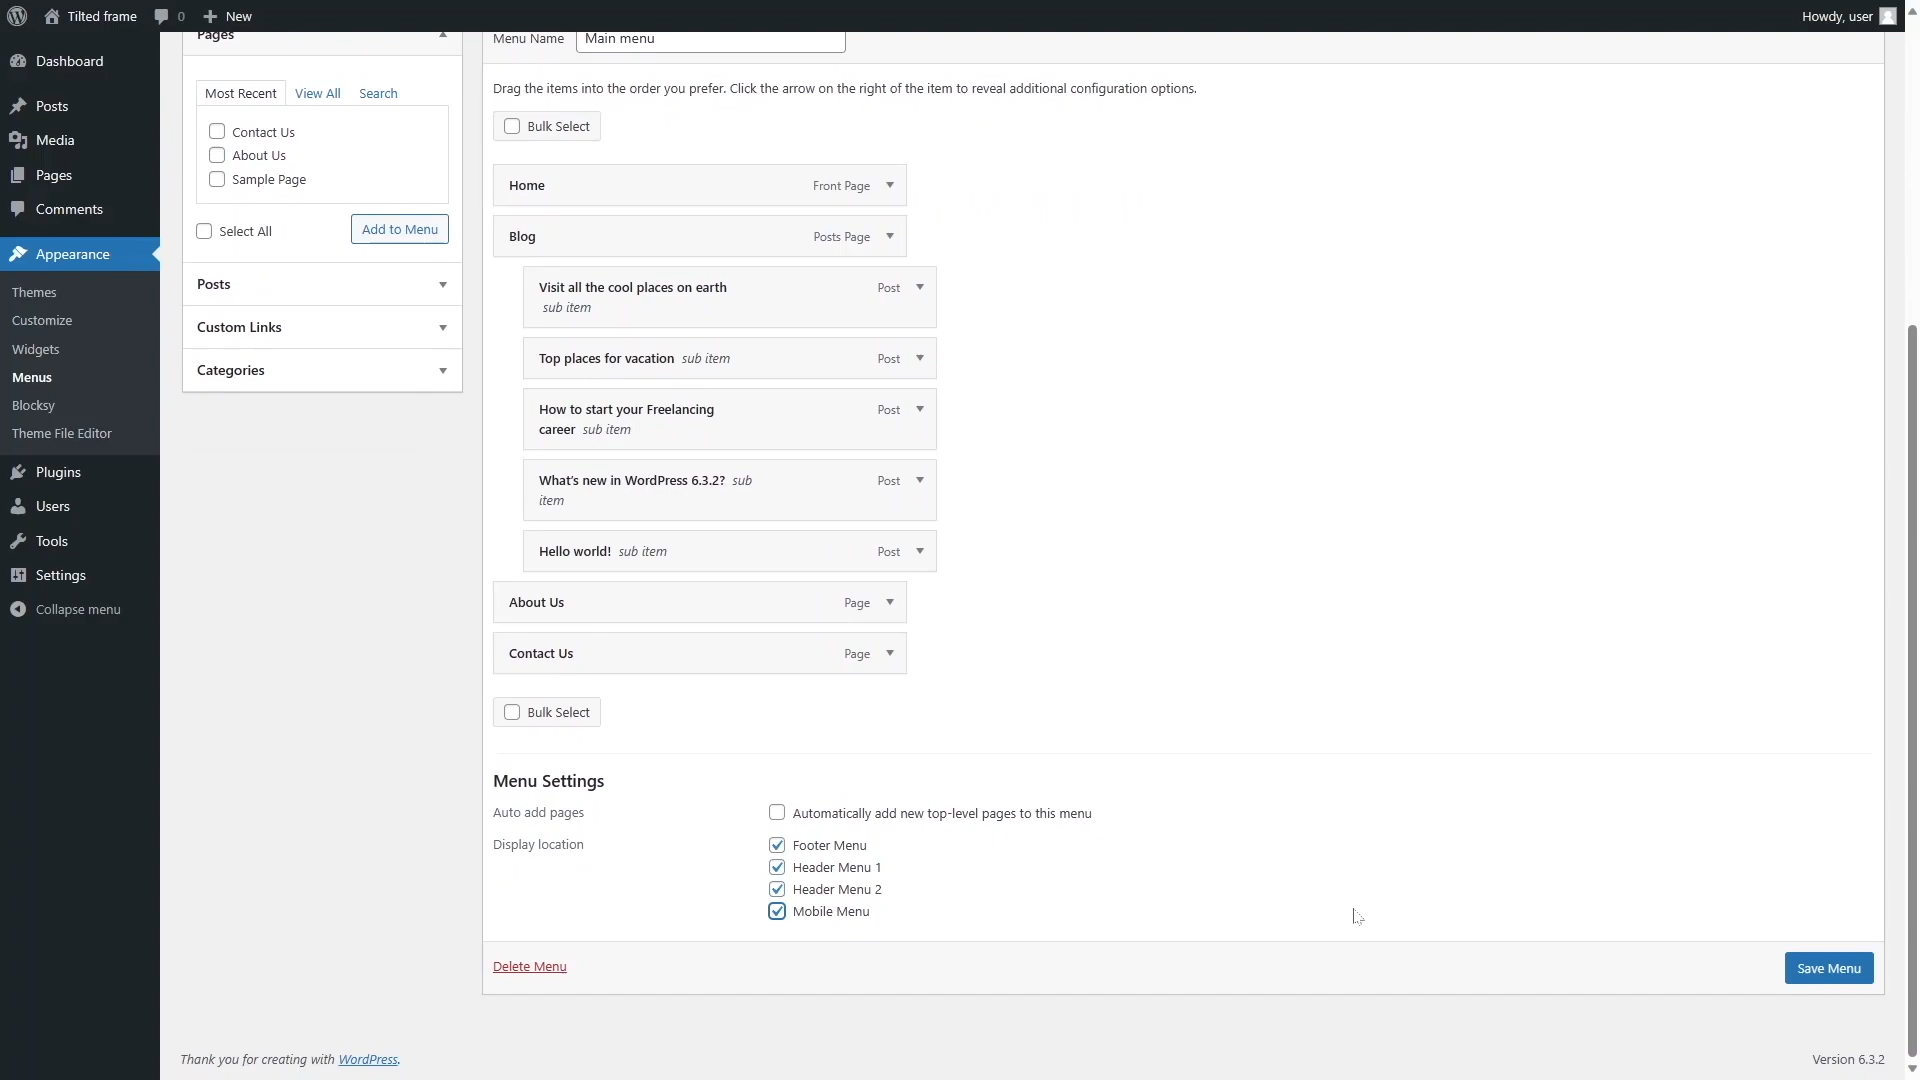 Tilted frame
0
New
Howdy, user
Dashboard
Posts
Media
Pages
Comments
Appearance
Themes
Customize
Widgets
Menus
Blocksy
Theme File Editor
Plugins
Users
Tools
Settings
Collapse menu
Pages
Most Recent View All Search
Contact Us
About Us
Sample Page
Select All Add to Menu
Posts
Custom Links
Categories
Menu Name Main menu
Drag the items into the order you prefer. Click the arrow on the right of the item to reveal additional configuration options.
Bulk Select
Home Front Page
Blog Posts Page
Visit all the cool places on earth Post
sub item
Top places for vacation sub item Post
How to start your Freelancing Post
career sub item
What's new in WordPress 6.3.2? sub Post
item
Hello world! sub item Post
About Us Page
Contact Us Page
Bulk Select
Menu Settings
Auto add pages Automatically add new top-level pages to this menu
Display location Footer Menu
Header Menu 1
Header Menu 2
Mobile Menu
Delete Menu Save Menu
Thank you for creating with WordPress. Version 6.3.2